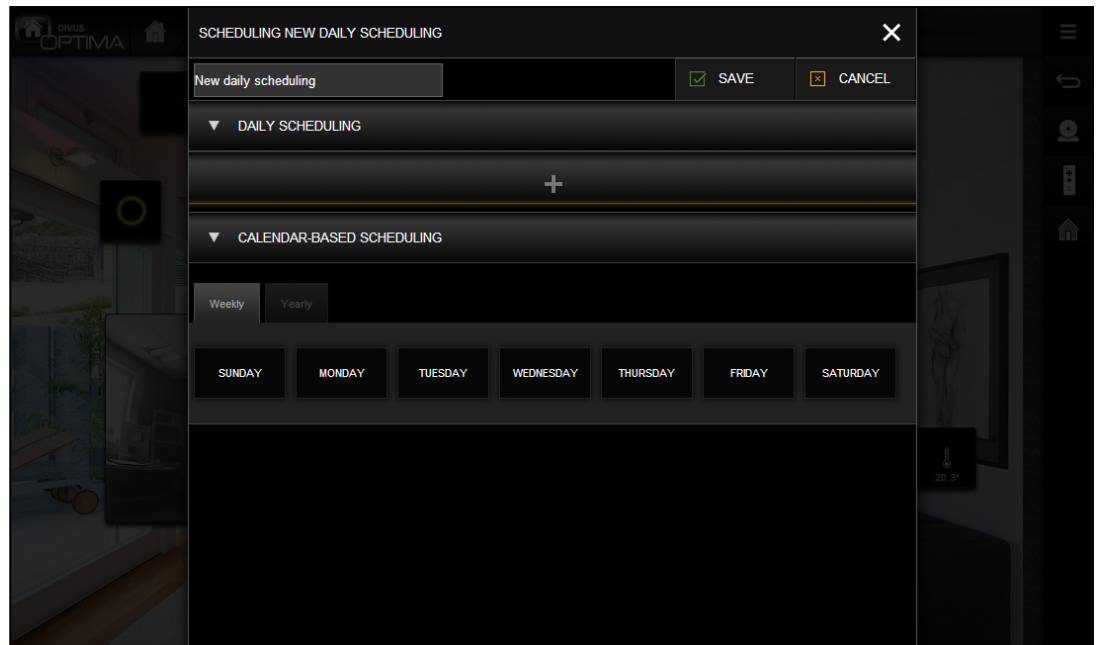 DIVUS
OPTIMA
SCHEDULING NEW DAILY SCHEDULING
New daily scheduling
SAVE
CANCEL
DAILY SCHEDULING
CALENDAR-BASED SCHEDULING
Weekly Yearly
SUNDAY MONDAY TUESDAY WEDNESDAY THURSDAY FRIDAY SATURDAY
20.3°